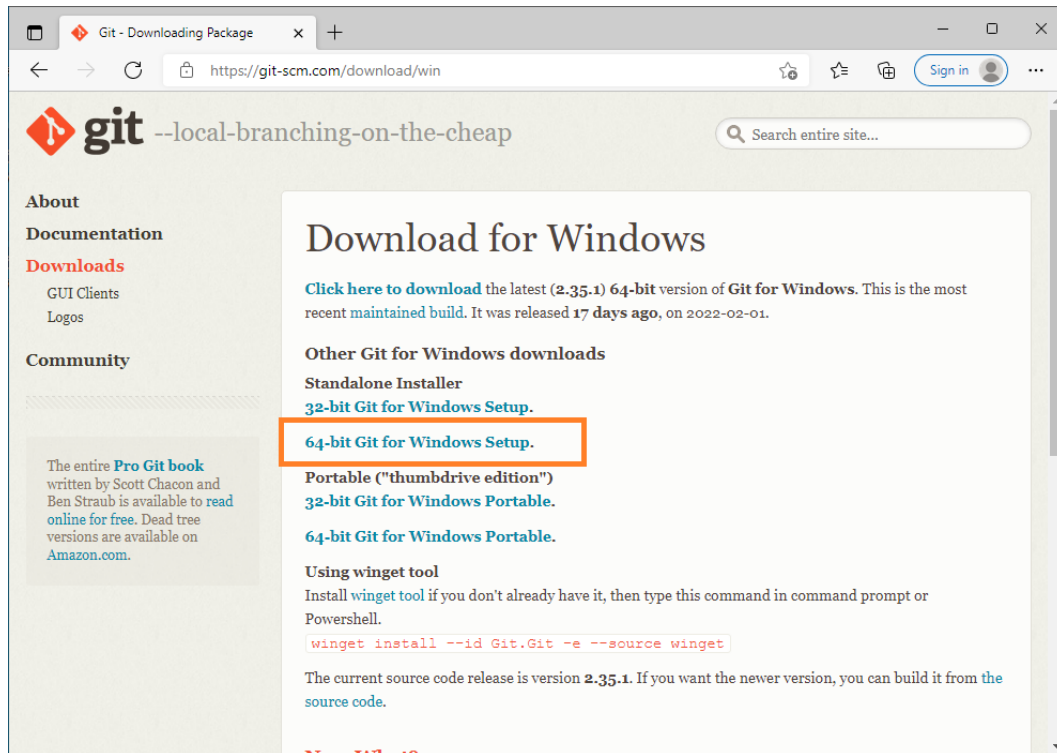 Git - Downloading Package
https://git-scm.com/download/win
Sign in
git --local-branching-on-the-cheap
Search entire site...
About
Documentation
Downloads
GUI Clients
Logos
Community
The entire Pro Git book
written by Scott Chacon and
Ben Straub is available to read
online for free. Dead tree
versions are available on
Amazon.com.
Download for Windows
Click here to download the latest (2.35.1) 64-bit version of Git for Windows. This is the most
recent maintained build. It was released 17 days ago, on 2022-02-01.
Other Git for Windows downloads
Standalone Installer
32-bit Git for Windows Setup.
64-bit Git for Windows Setup.
Portable ("thumbdrive edition")
32-bit Git for Windows Portable.
64-bit Git for Windows Portable.
Using winget tool
Install winget tool if you don't already have it, then type this command in command prompt or
Powershell.
winget install --id Git.Git -e --source winget
The current source code release is version 2.35.1. If you want the newer version, you can build it from the
source code.